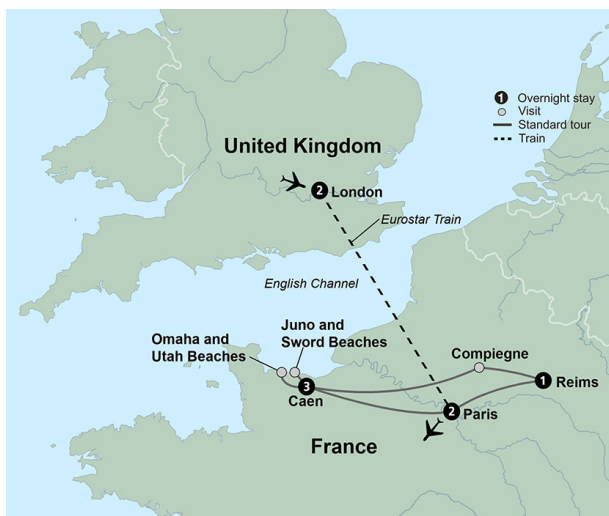 1 Overnight stay
Visit
Standard tour
Train
United Kingdom
2 London
Eurostar Train
English Channel
Omaha and
Utah Beaches
Juno and
Sword Beaches
Compiegne
3
Caen
1 Reims
2 Paris
France